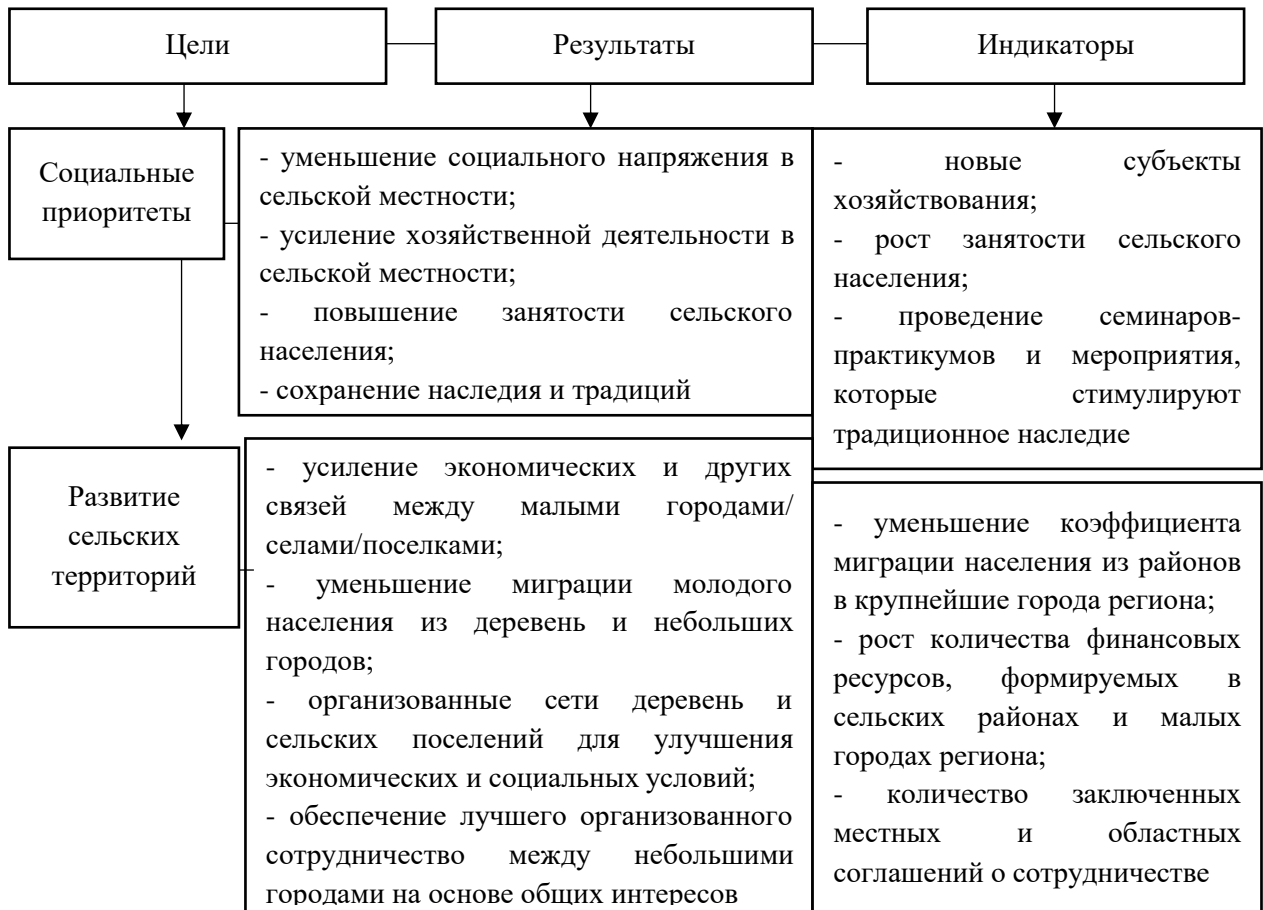 Цели
Результаты
Индикаторы
Социальные
приоритеты
- уменьшение социального напряжения в
сельской местности;
- усиление хозяйственной деятельности в
сельской местности;
- повышение занятости сельского
населения;
- сохранение наследия и традиций
- новые субъекты
хозяйствования;
- рост занятости сельского
населения;
- проведение семинаров-
практикумов и мероприятия,
которые стимулируют
традиционное наследие
Развитие
сельских
территорий
- усиление экономических и других
связей между малыми городами/
селами/поселками;
- уменьшение миграции молодого
населения из деревень и небольших
городов;
- организованные сети деревень и
сельских поселений для улучшения
экономических и социальных условий;
- обеспечение лучшего организованного
сотрудничество между небольшими
городами на основе общих интересов
- уменьшение коэффициента
миграции населения из районов
в крупнейшие города региона;
- рост количества финансовых
ресурсов, формируемых в
сельских районах и малых
городах региона;
- количество заключенных
местных и областных
соглашений о сотрудничестве